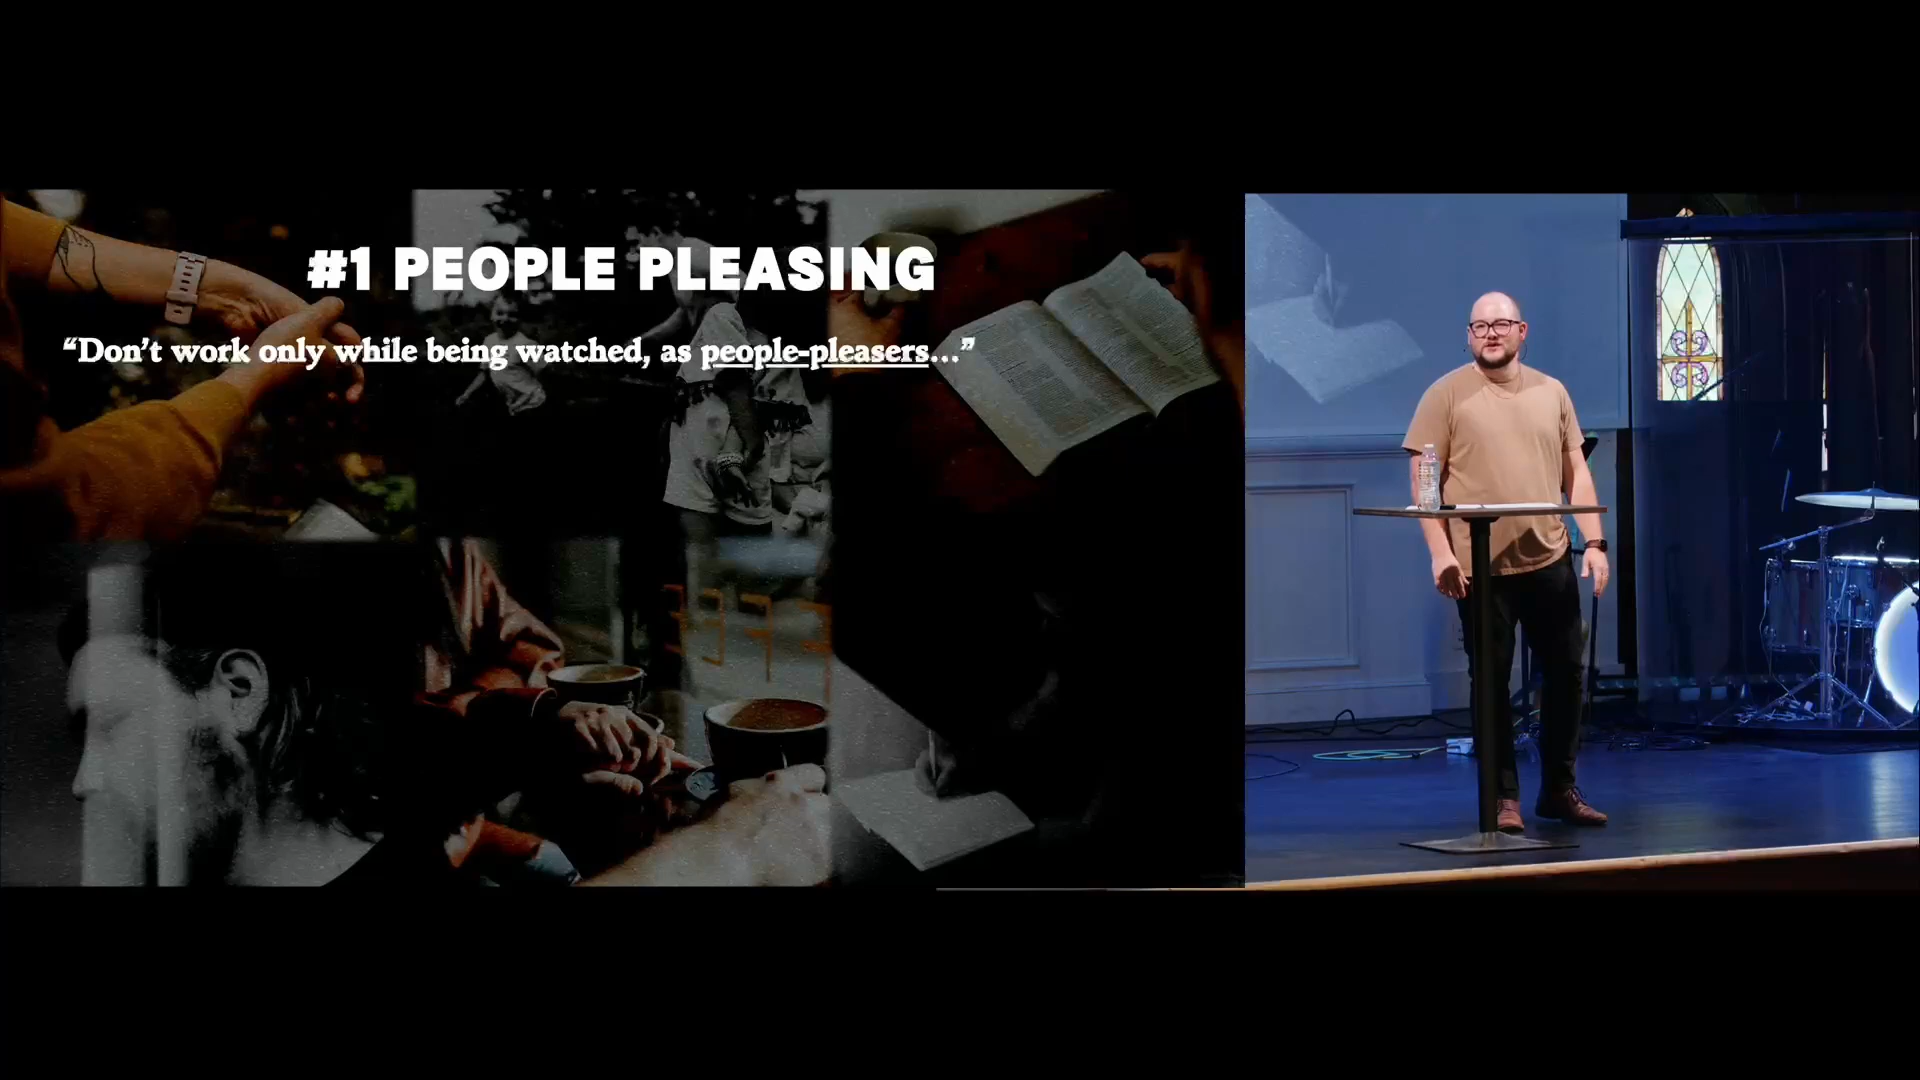 #1 PEOPLE PLEASING
“Don’t work only while being watched, as people-pleasers...”